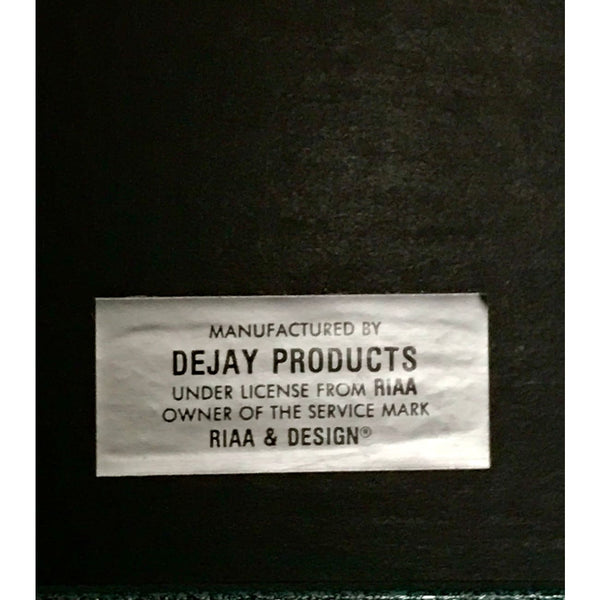 MANUFACTURED BY
DEJAY PRODUCTS
UNDER LICENSE FROM RIAA
OWNER OF THE SERVICE MARK
RIAA & DESIGN®